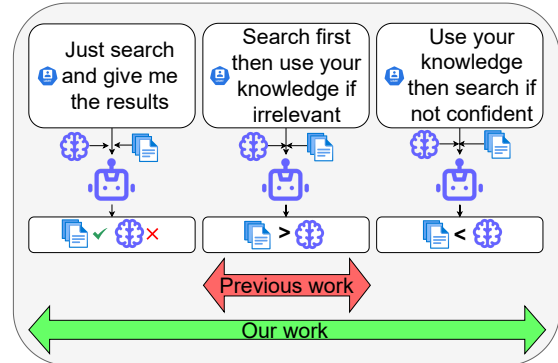 Just search
and give me
the results
Search first
then use your
knowledge if
irrelevant
Use your
knowledge
then search if
not confident
>
<
Previous work
Our work